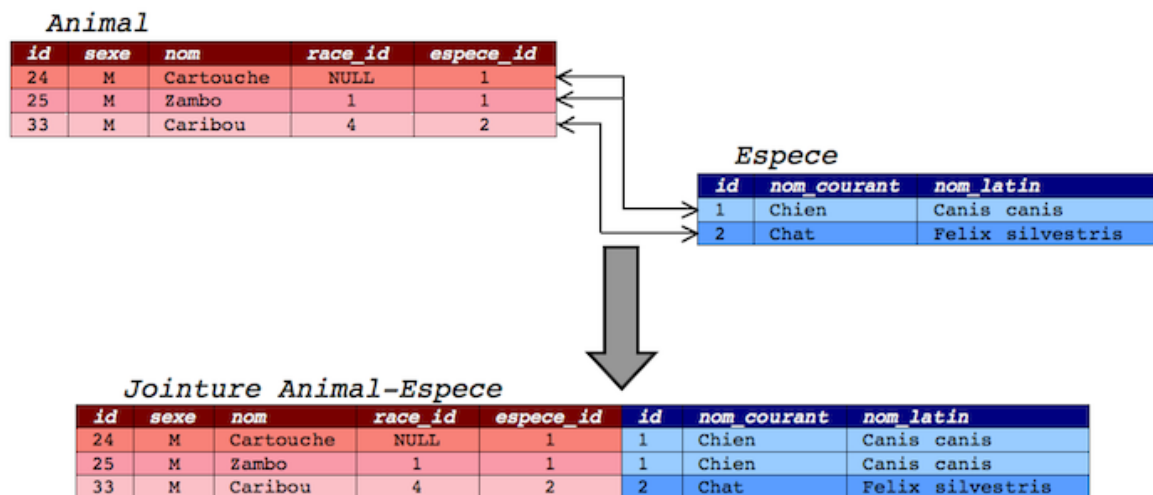 Animal
id sexe nom race_id espece_id
24 M Cartouche NULL 1
25 M Zambo 1 1
33 M Caribou 4 2
Espece
id nom_courant nom_latin
1 Chien Canis canis
2 Chat Felix silvestris
Jointure Animal-Espece
id sexe nom race_id espece_id id nom_courant nom_latin
24 M Cartouche NULL 1 1 Chien Canis canis
25 M Zambo 1 1 1 Chien Canis canis
33 M Caribou 4 2 2 Chat Felix silvestris